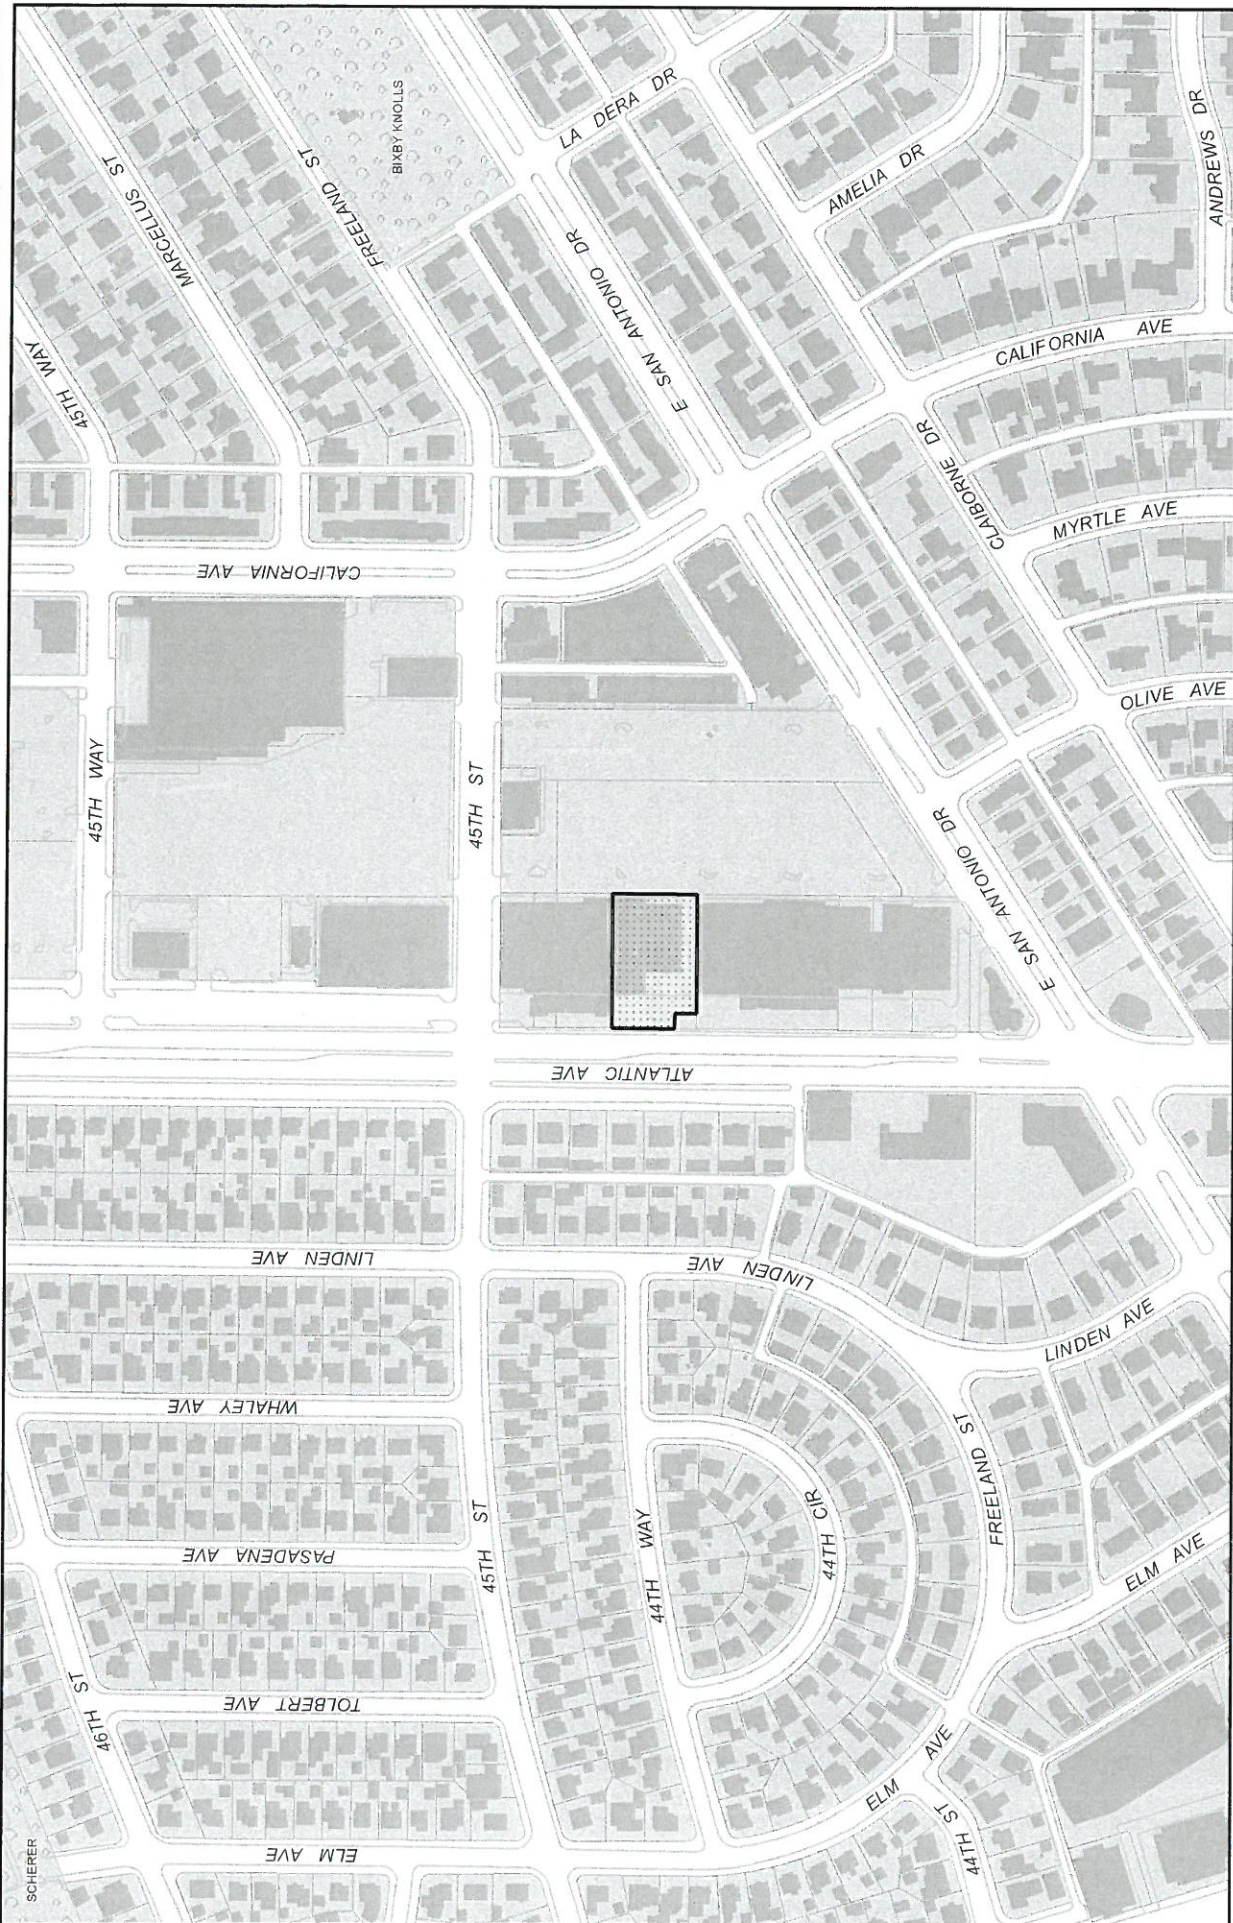 BIXBY KNOLLS
LA DERA DR
MARCELLUS ST
FREELAND ST
AMELIA DR
ANDREWS DR
E SAN ANTONIO DR
45TH WAY
CALIFORNIA AVE
CLAIBORNE DR
MYRTLE AVE
CALIFORNIA AVE
OLIVE AVE
45TH WAY
45TH ST
E SAN ANTONIO DR
ATLANTIC AVE
LINDEN AVE
LINDEN AVE
LINDEN AVE
LINDEN AVE
WHALEY AVE
FREELAND ST
45TH ST
44TH WAY
44TH CIR
PASADENA AVE
ELM AVE
46TH ST
TOLBERT AVE
ELM AVE
44TH ST
ELM AVE
SCHERER